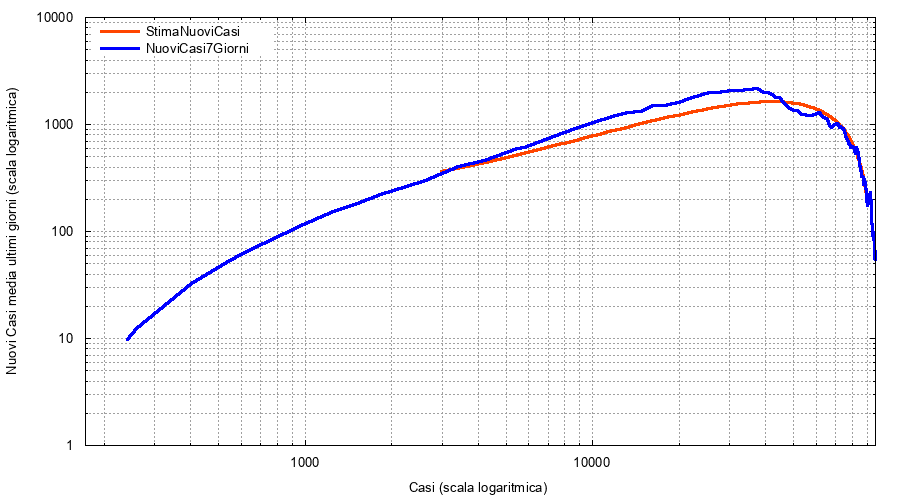 10000
StimaNuoviCasi
NuoviCasi7Giorni
1000
100
10
1
Nuovi Casi media ultimi giorni (scala logaritmica)
1000
10000
Casi (scala logaritmica)